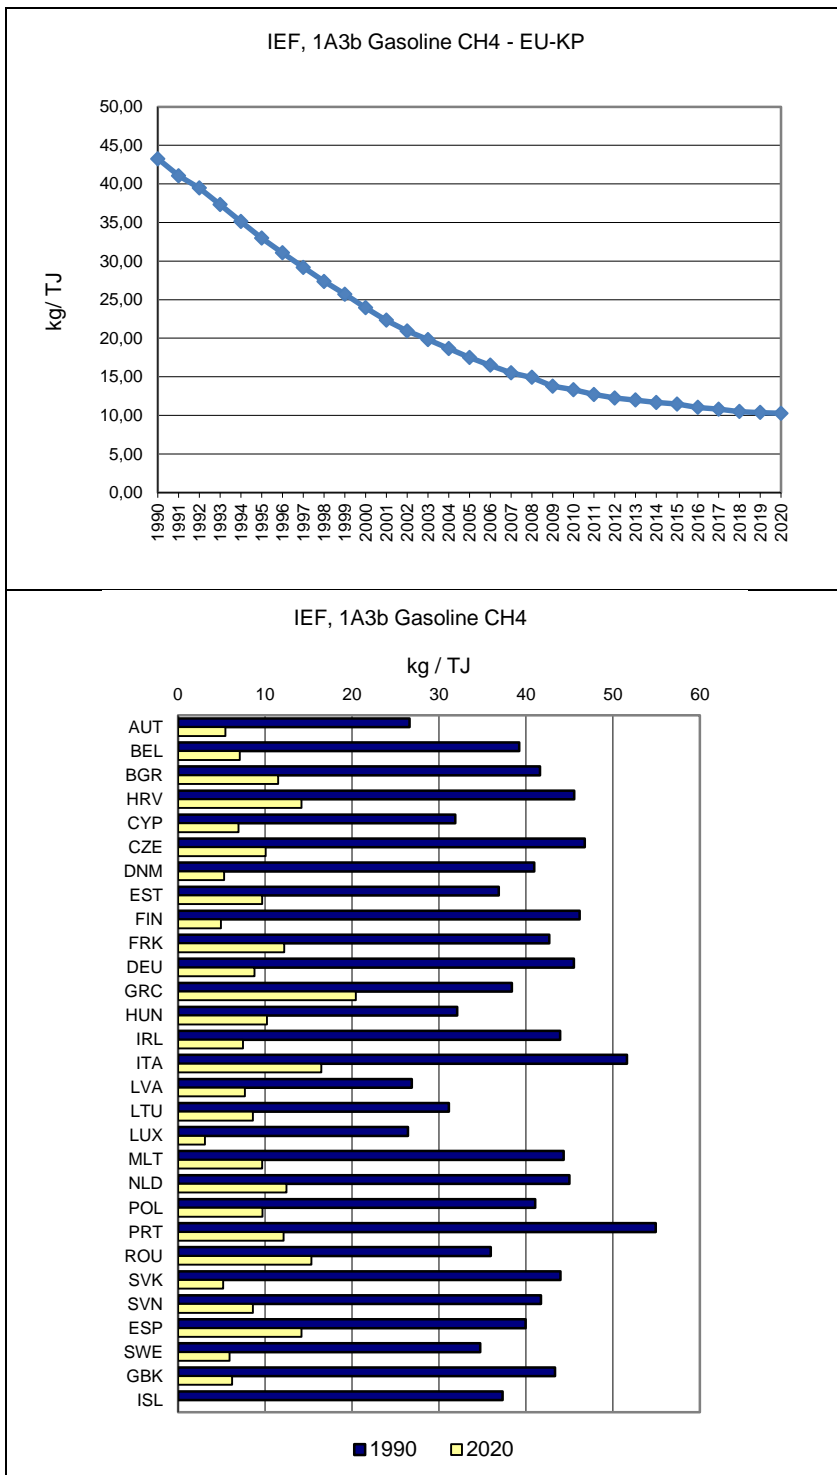 IEF, 1A3b Gasoline CH4 - EU-KP
50,00
45,00
40,00
35,00
30,00
25,00
20,00
15,00
10,00
5,00
0,00
kg/ TJ
1990 1991 1992 1993 1994 1995 1996 1997 1998 1999 2000 2001 2002 2003 2004 2005 2006 2007 2008 2009 2010 2011 2012 2013 2014 2015 2016 2017 2018 2019 2020
IEF, 1A3b Gasoline CH4
kg / TJ
0 10 20 30 40 50 60
AUT
BEL
BGR
HRV
CYP
CZE
DNM
EST
FIN
FRK
DEU
GRC
HUN
IRL
ITA
LVA
LTU
LUX
MLT
NLD
POL
PRT
ROU
SVK
SVN
ESP
SWE
GBK
ISL
1990 2020